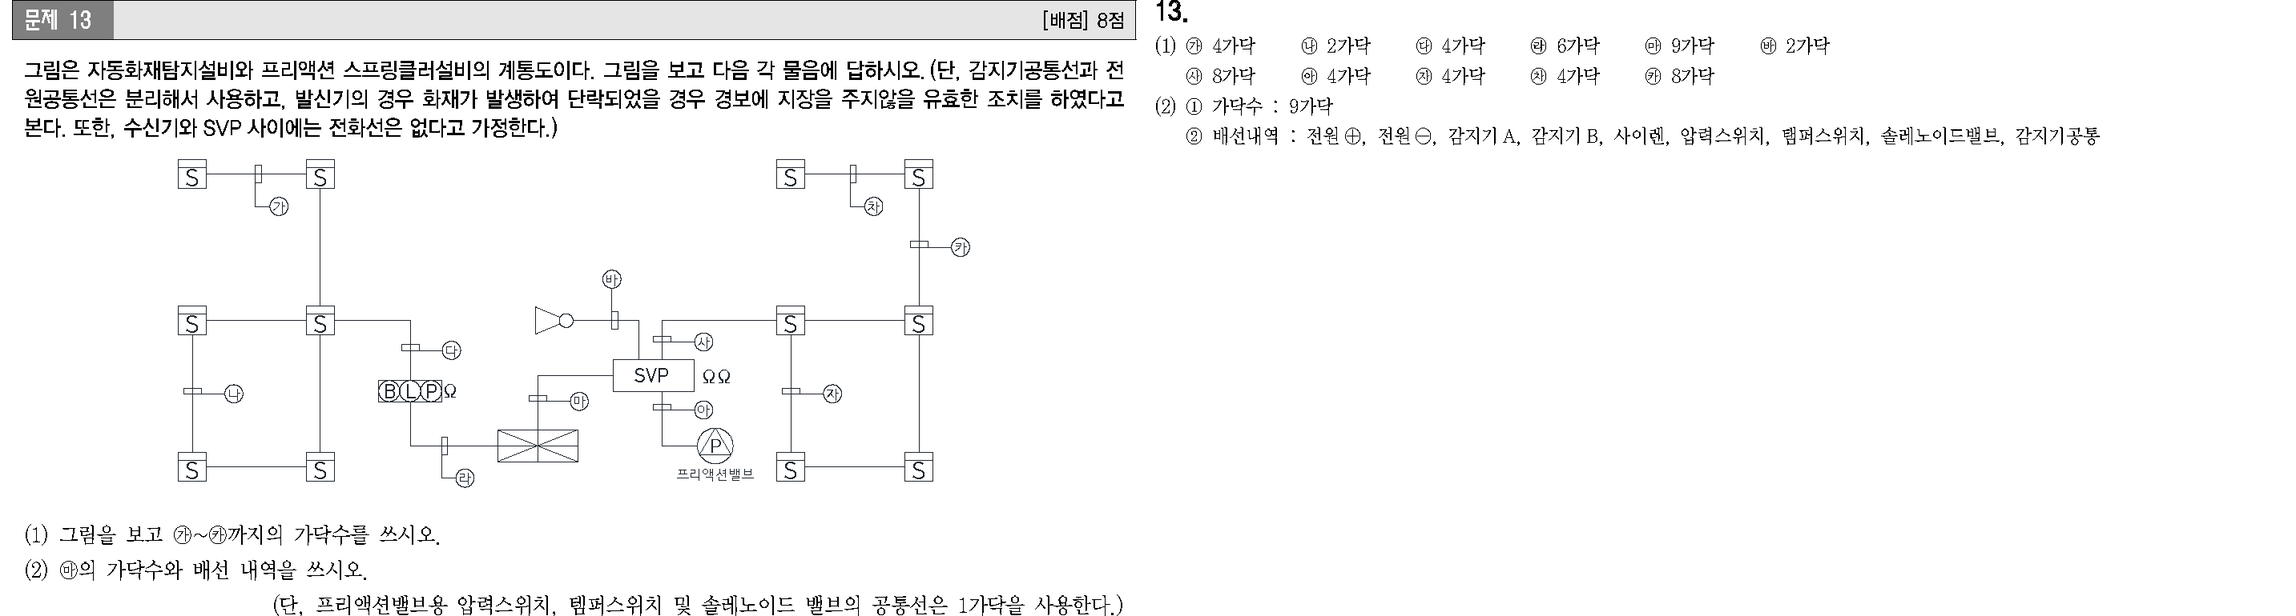 문제 13
[배점] 8점
그림은 자동화재탐지설비와 프리액션 스프링클러설비의 계통도이다. 그림을 보고 다음 각 물음에 답하시오. (단, 감지기공통선과 전
원공통선은 분리해서 사용하고, 발신기의 경우 화재가 발생하여 단락되었을 경우 경보에 지장을 주지않을 유효한 조치를 하였다고
본다. 또한, 수신기와 SVP 사이에는 전화선은 없다고 가정한다.)
S S S S
㉮ ㉶
㉸
㉳
S S S S
㉰ ㉴
SVP ΩΩ
㉯ ⒷⓁⓅΩ ㉲ ㉵ ㉶
P
프리액션밸브
S S S S
㉱
(1) 그림을 보고 ㉮~㉸까지의 가닥수를 쓰시오.
(2) ㉲의 가닥수와 배선 내역을 쓰시오.
(단, 프리액션밸브용 압력스위치, 템퍼스위치 및 솔레노이드 밸브의 공통선은 1가닥을 사용한다.)
13.
(1) ㉮ 4가닥 ㉯ 2가닥 ㉰ 4가닥 ㉱ 6가닥 ㉲ 9가닥 ㉳ 2가닥
㉴ 8가닥 ㉵ 4가닥 ㉶ 4가닥 ㉷ 4가닥 ㉸ 8가닥
(2) ① 가닥수 : 9가닥
② 배선내역 : 전원⊕, 전원⊖, 감지기 A, 감지기 B, 사이렌, 압력스위치, 템퍼스위치, 솔레노이드밸브, 감지기공통